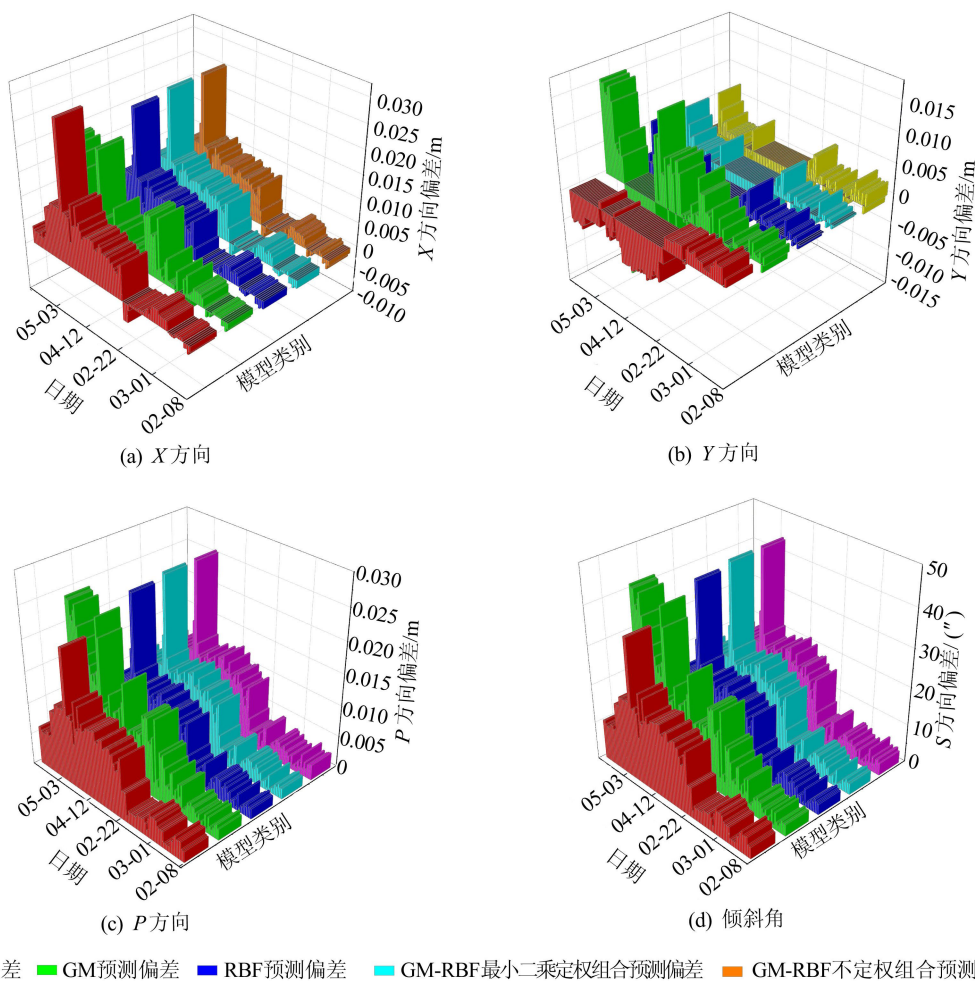 0.030
0.025
0.020
0.015
0.010
0.005
0
-0.005
-0.010
X方向偏差/m
05-03
04-12
02-22
03-01
02-08
日期
模型类别
(a) X方向
0.015
0.010
0.005
0
-0.005
-0.010
-0.015
Y方向偏差/m
05-03
04-12
02-22
03-01
02-08
日期
模型类别
(b) Y方向
0.030
0.025
0.020
0.015
0.010
0.005
0
P方向偏差/m
05-03
04-12
02-22
03-01
02-08
日期
模型类别
(c) P方向
50
40
30
20
10
0
S方向偏差/(″)
05-03
04-12
02-22
03-01
02-08
日期
模型类别
(d) 倾斜角
差 GM预测偏差 RBF预测偏差 GM-RBF最小二乘定权组合预测偏差 GM-RBF不定权组合预测